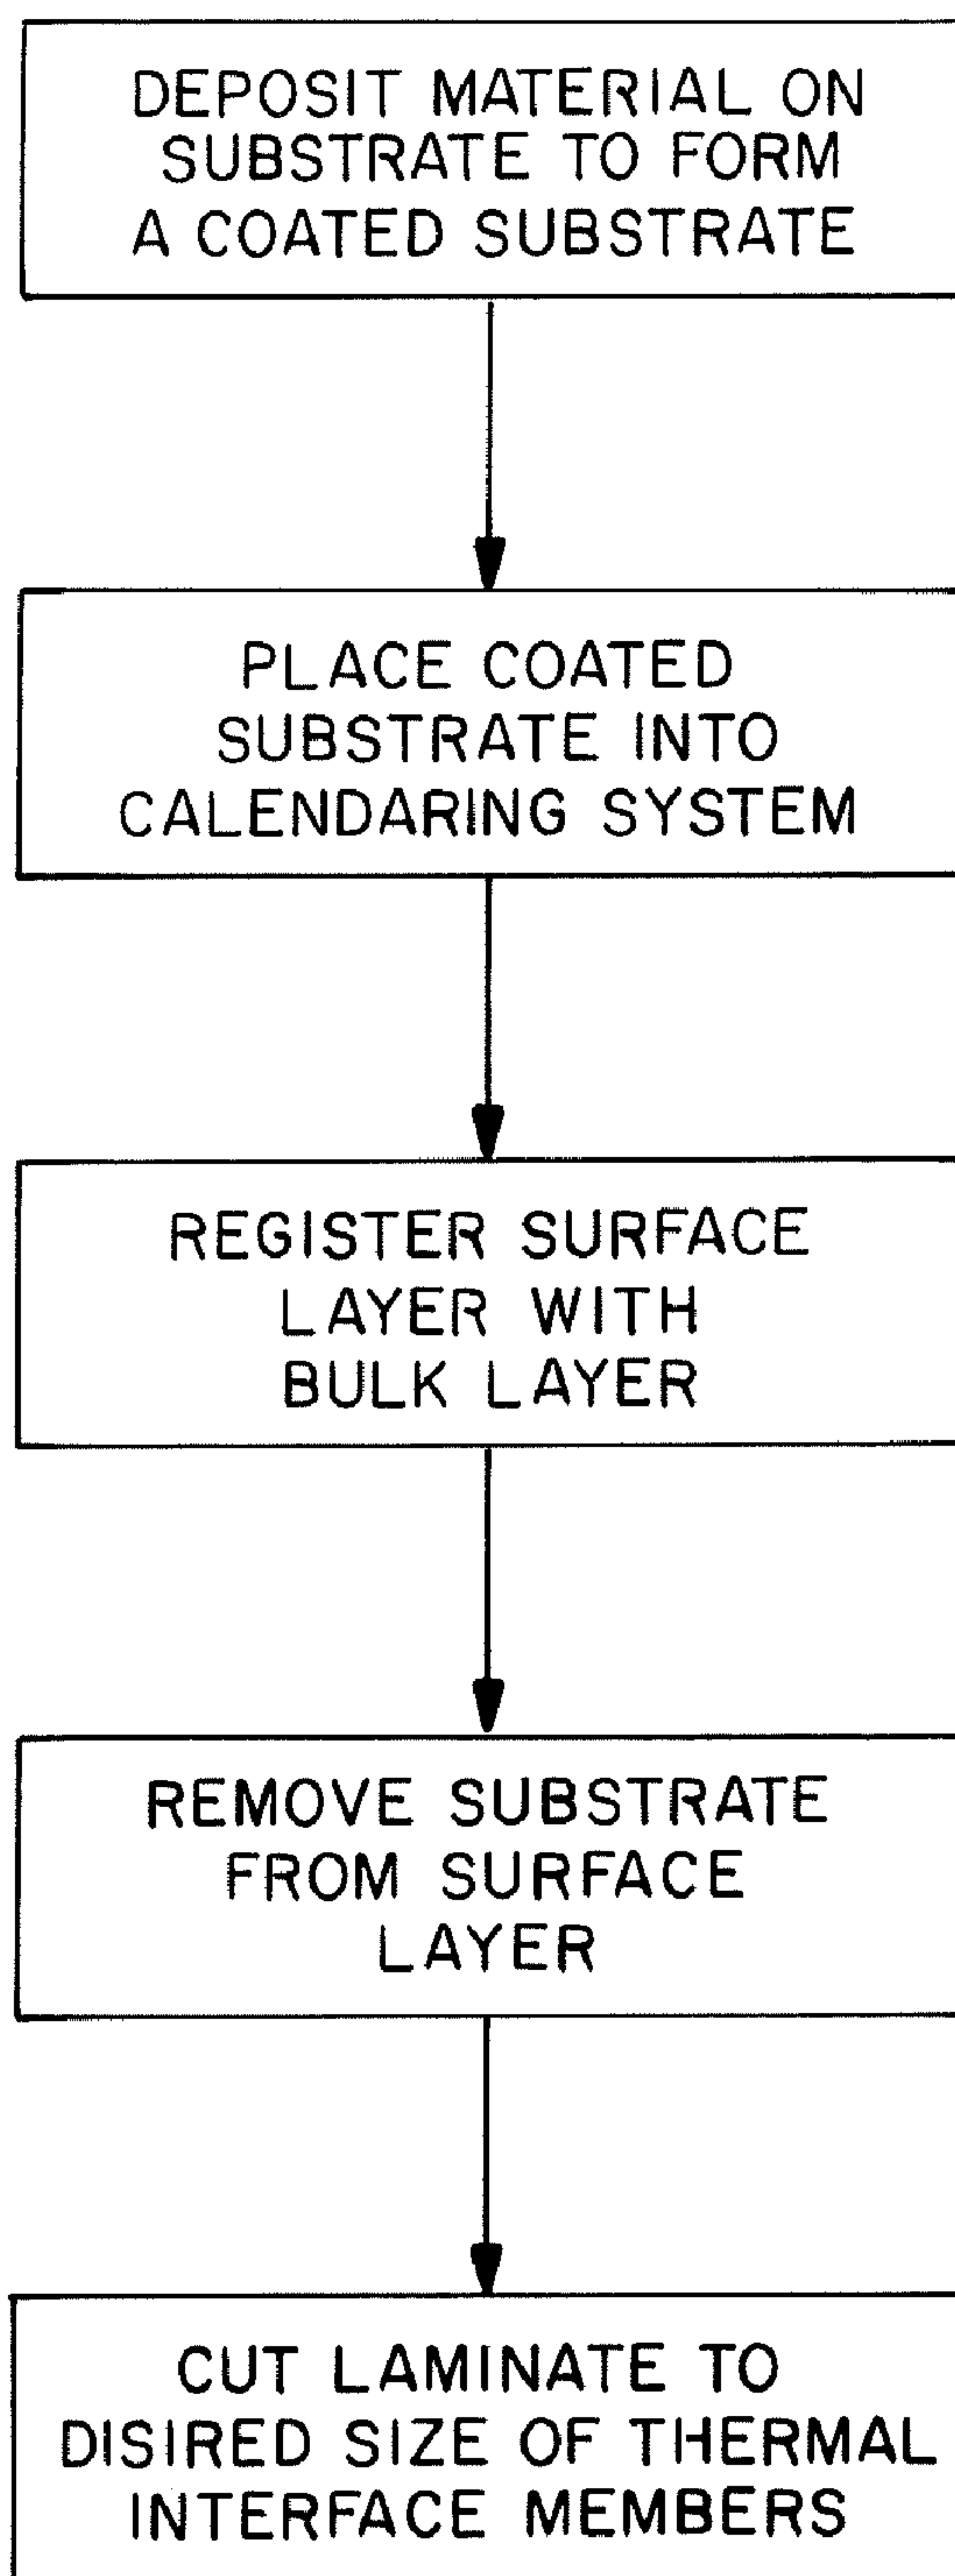 DEPOSIT MATERIAL ON
SUBSTRATE TO FORM
A COATED SUBSTRATE
PLACE COATED
SUBSTRATE INTO
CALENDARING SYSTEM
REGISTER SURFACE
LAYER WITH
BULK LAYER
REMOVE SUBSTRATE
FROM SURFACE
LAYER
CUT LAMINATE TO
DISIRED SIZE OF THERMAL
INTERFACE MEMBERS